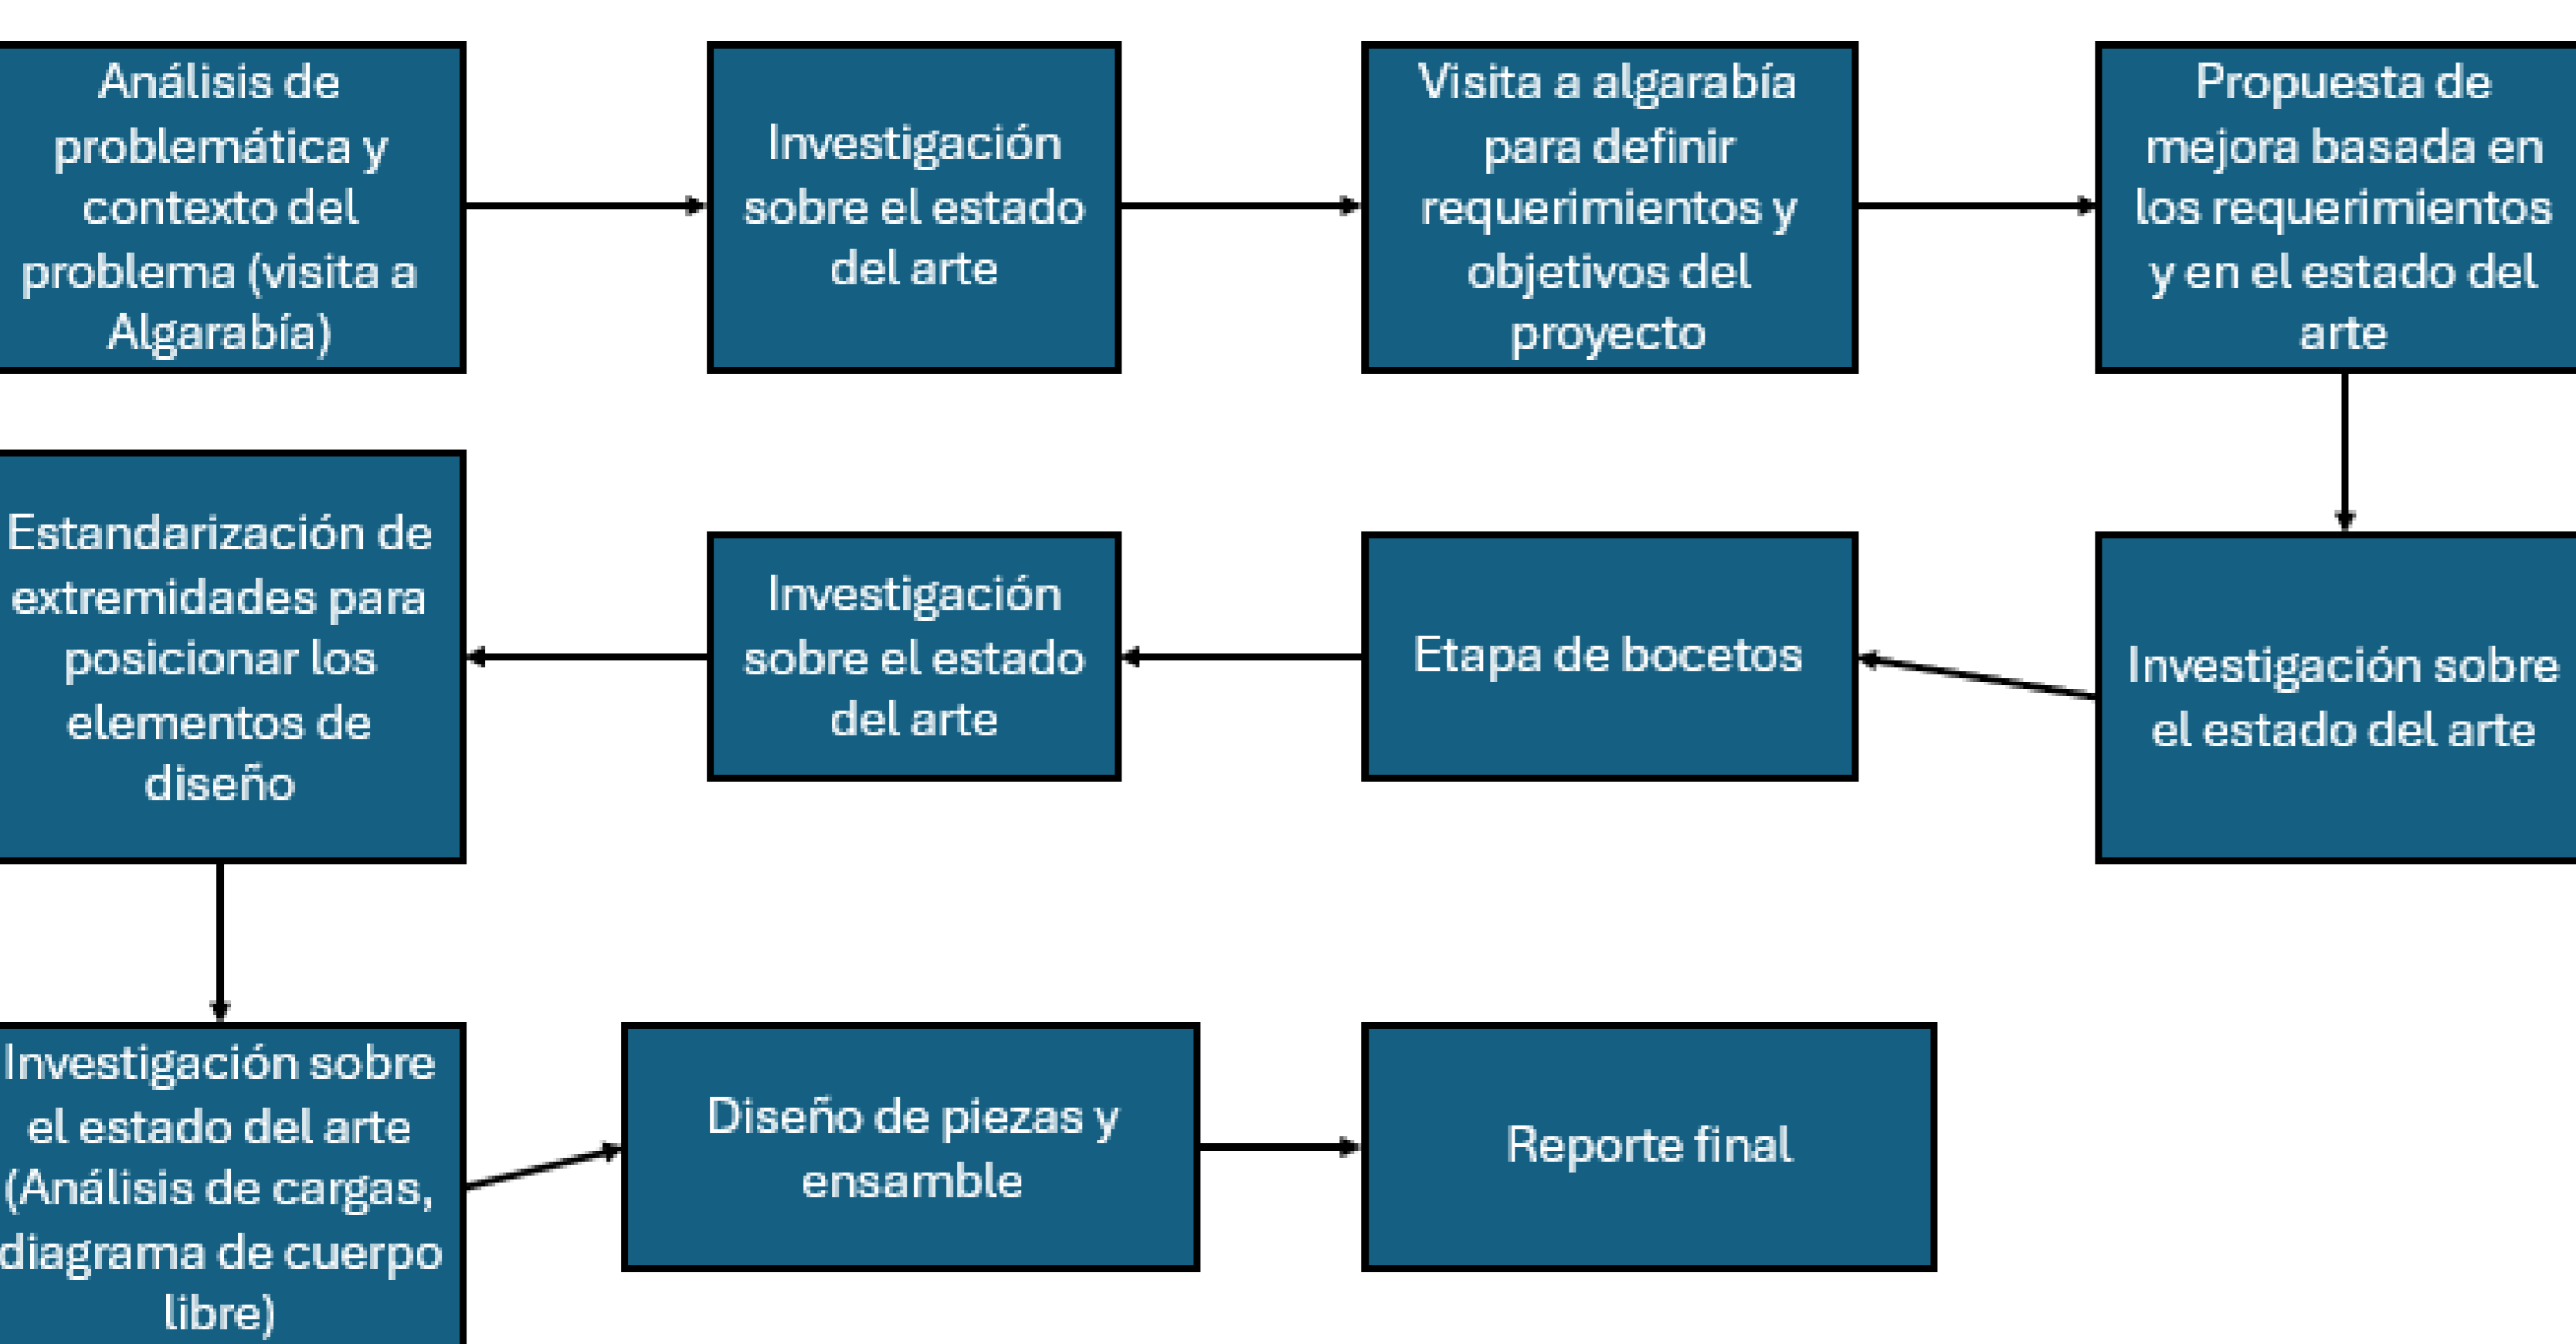 Análisis de
problemática y
contexto del
problema (visita a
Algarabía)
Investigación
sobre el estado
del arte
Visita a algarabía
para definir
requerimientos y
objetivos del
proyecto
Propuesta de
mejora basada en
los requerimientos
y en el estado del
arte
Investigación sobre
el estado del arte
Etapa de bocetos
Investigación
sobre el estado
del arte
Estandarización de
extremidades para
posicionar los
elementos de
diseño
Investigación sobre
el estado del arte
(Análisis de cargas,
diagrama de cuerpo
libre)
Diseño de piezas y
ensamble
Reporte final